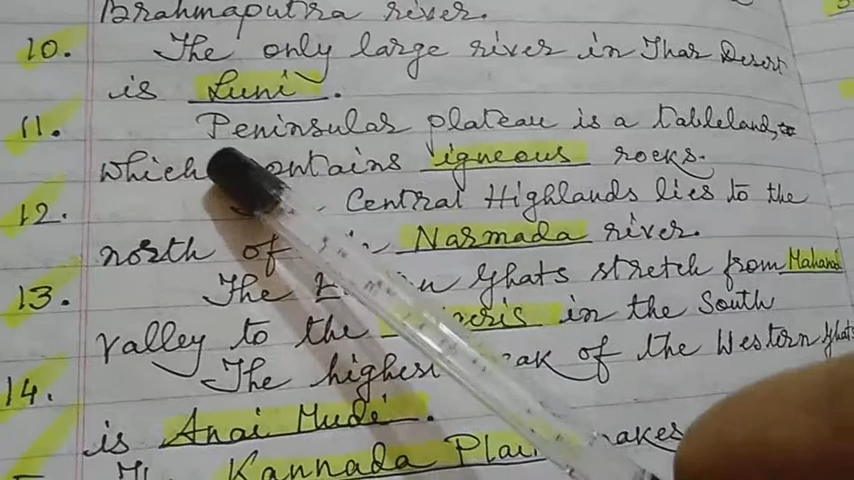 Brahmaputra river.
10. The only large river in Thar Desert
is Luni.
11. Peninsular plateau is a tableland,
which contains igneous rocks.
12. Central Highlands lies to the
north of Narmada river.
13. The Ghats stretch from Mahanadi
valley to the in the South
14. The highest of the Western Ghats
is Anai Mudi.
Kannada Plain